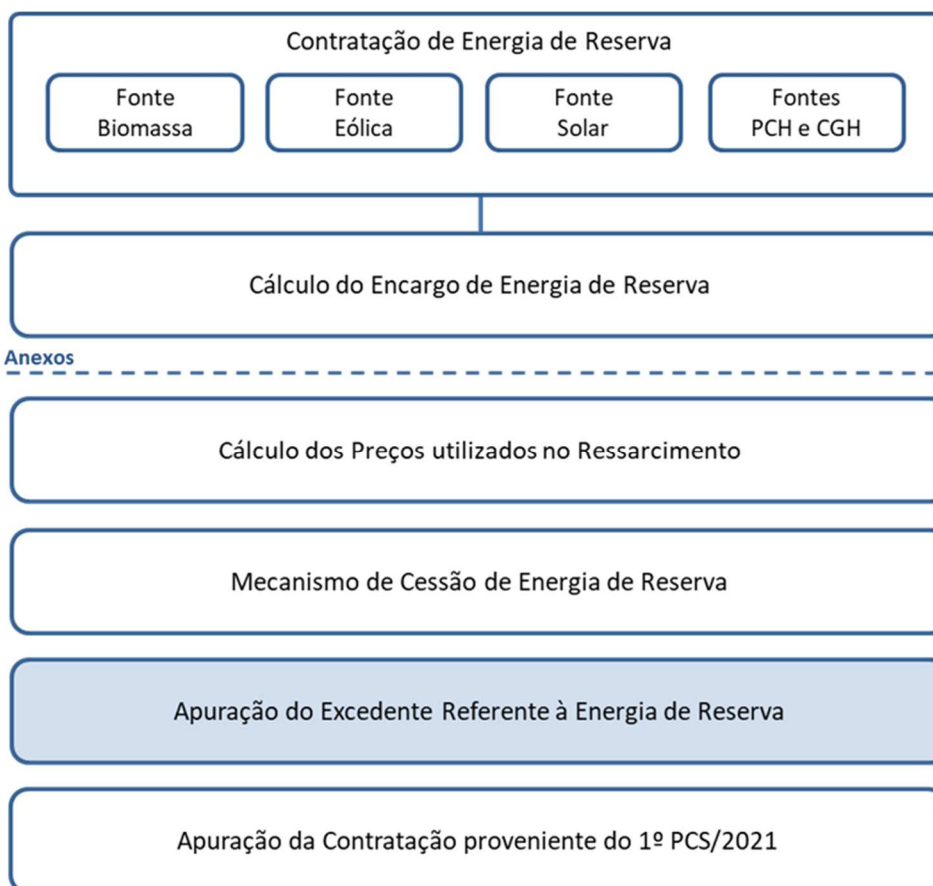 Contratação de Energia de Reserva
Fonte
Biomassa
Fonte
Eólica
Fonte
Solar
Fontes
PCH e CGH
Cálculo do Encargo de Energia de Reserva
Anexos
Cálculo dos Preços utilizados no Ressarcimento
Mecanismo de Cessão de Energia de Reserva
Apuração do Excedente Referente à Energia de Reserva
Apuração da Contratação proveniente do 1º PCS/2021